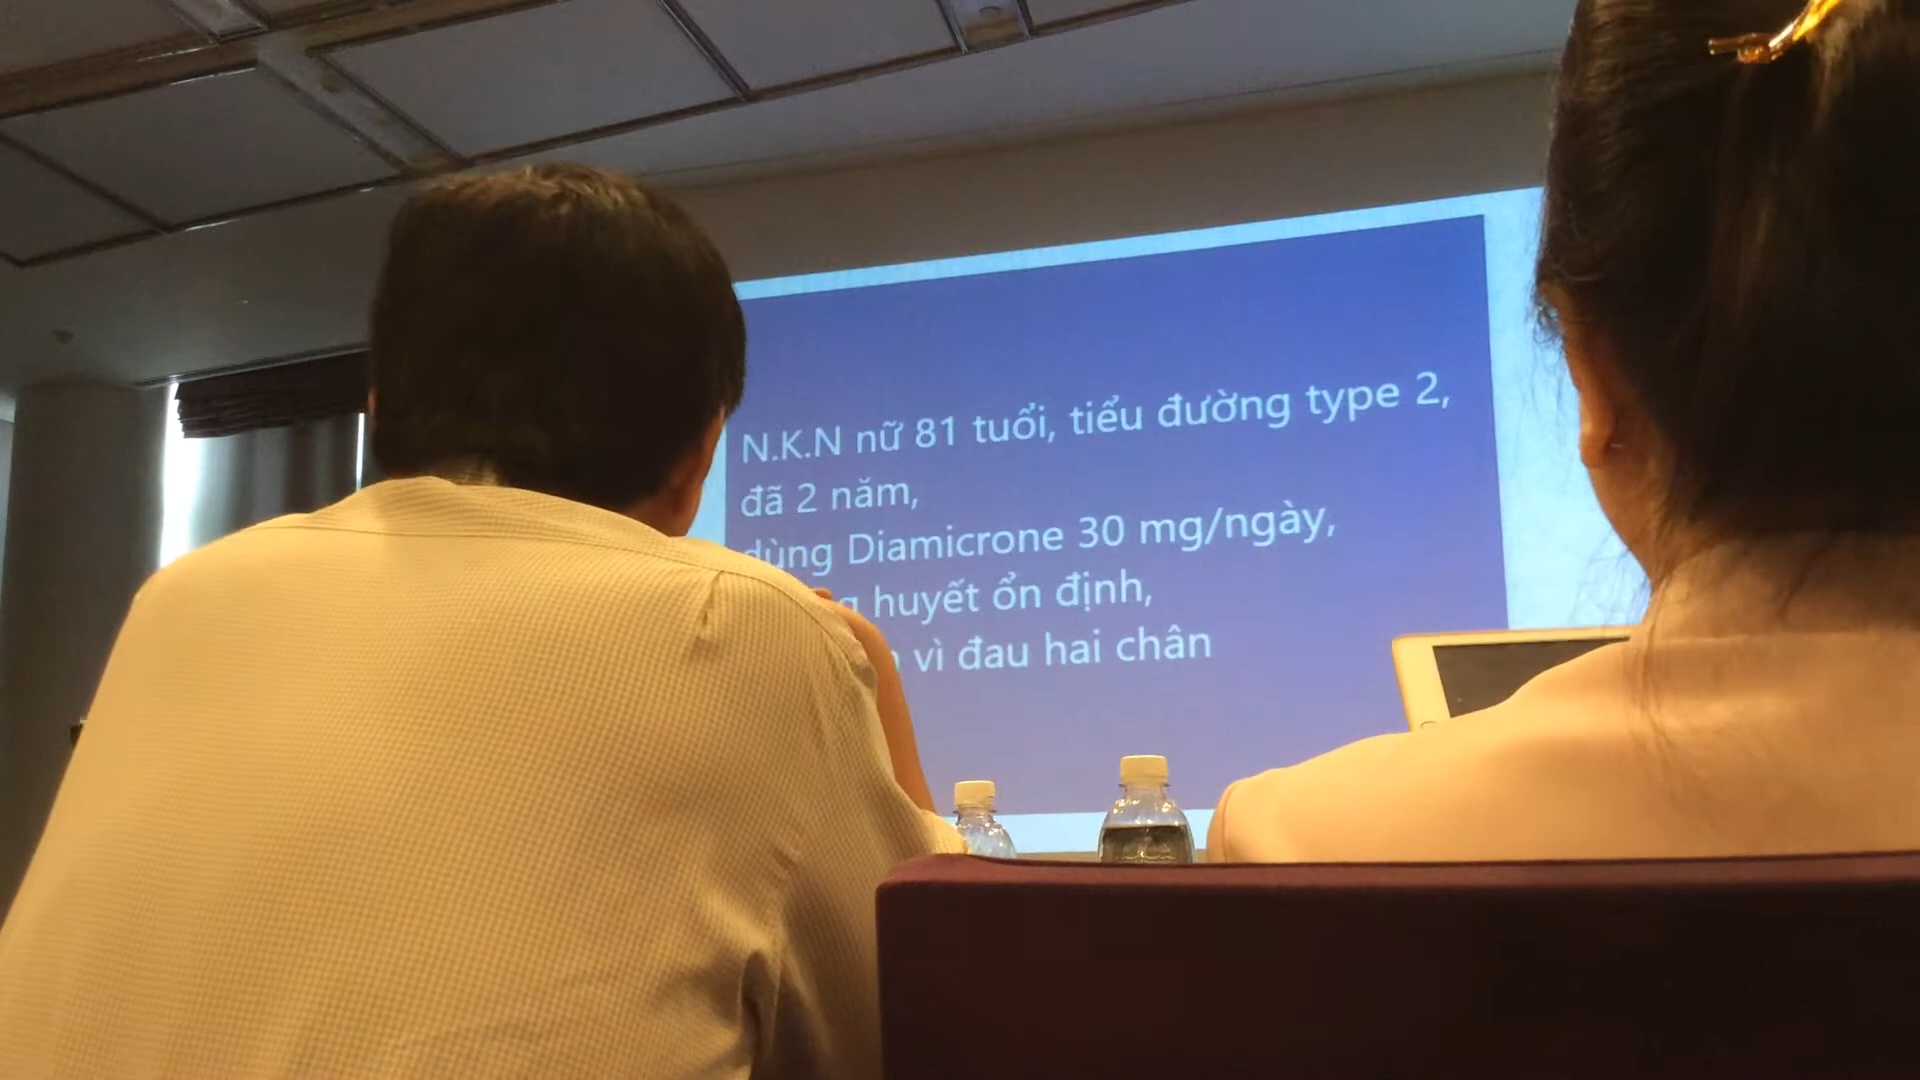 N.K.N nữ 81 tuổi, tiểu đường type 2,
đã 2 năm,
dùng Diamicrone 30 mg/ngày,
huyết ổn định,
vì đau hai chân